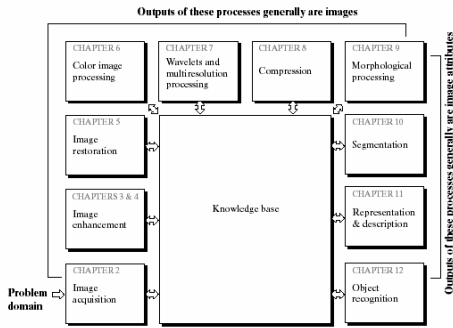 Outputs of these processes generally are images
CHAPTER 6
Color image
processing
CHAPTER 7
Wavelets and
multiresolution
processing
CHAPTER 8
Compression
CHAPTER 9
Morphological
processing
CHAPTER 5
Image
restoration
CHAPTER 10
Segmentation
CHAPTERS 3 & 4
Image
enhancement
Knowledge base
CHAPTER 11
Representation
& description
Problem
domain
CHAPTER 2
Image
acquisition
CHAPTER 12
Object
recognition
Outputs of these processes generally are image attributes